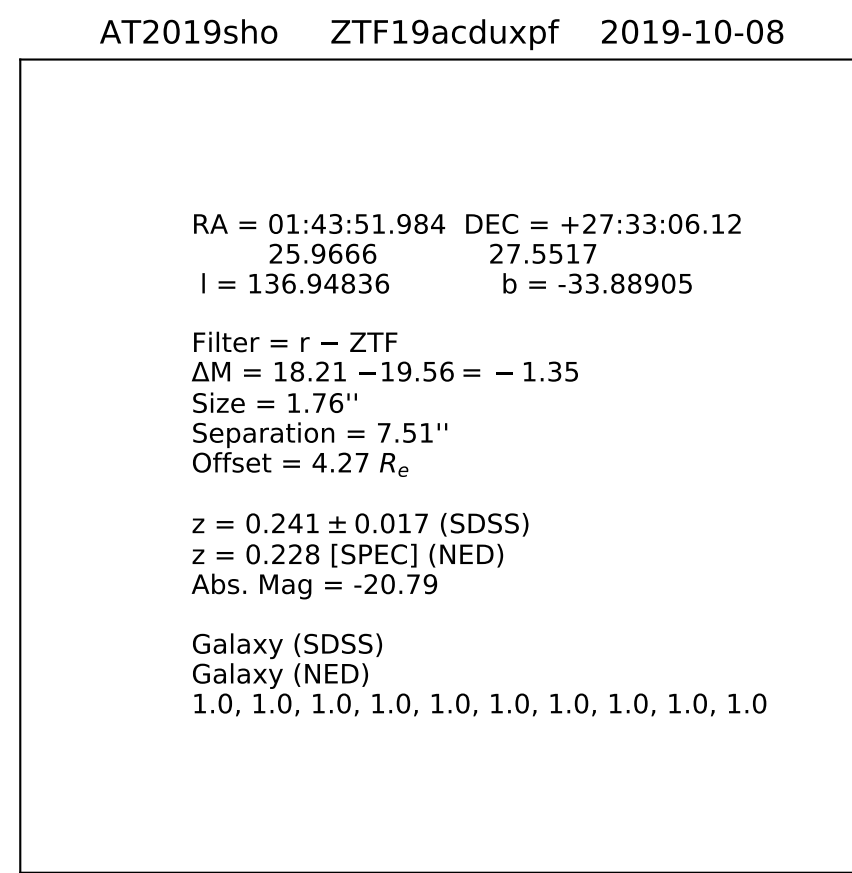 AT2019sho ZTF19acduxpf 2019-10-08
RA = 01:43:51.984 DEC = +27:33:06.12
25.9666 27.5517
l = 136.94836 b = -33.88905
Filter = r − ZTF
ΔM = 18.21 −19.56 = − 1.35
Size = 1.76''
Separation = 7.51''
Offset = 4.27 Rₑ
z = 0.241 ± 0.017 (SDSS)
z = 0.228 [SPEC] (NED)
Abs. Mag = -20.79
Galaxy (SDSS)
Galaxy (NED)
1.0, 1.0, 1.0, 1.0, 1.0, 1.0, 1.0, 1.0, 1.0, 1.0